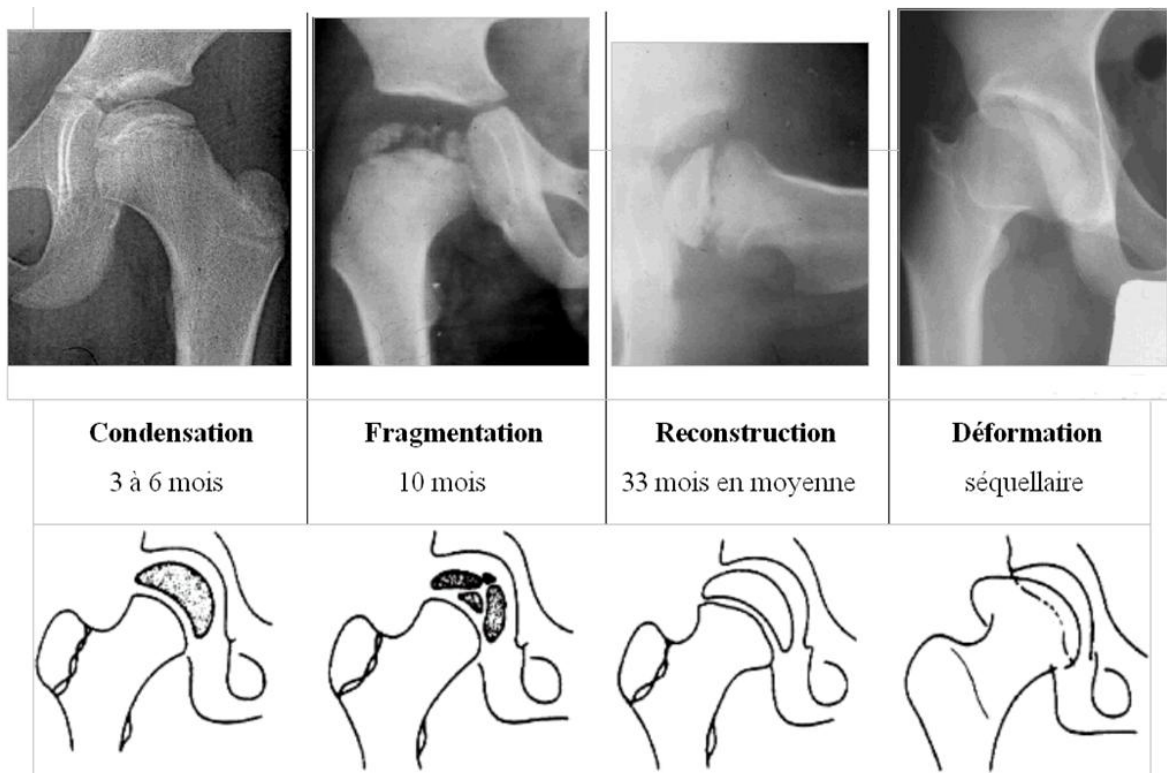 Condensation
3 à 6 mois
Fragmentation
10 mois
Reconstruction
33 mois en moyenne
Déformation
séquellaire